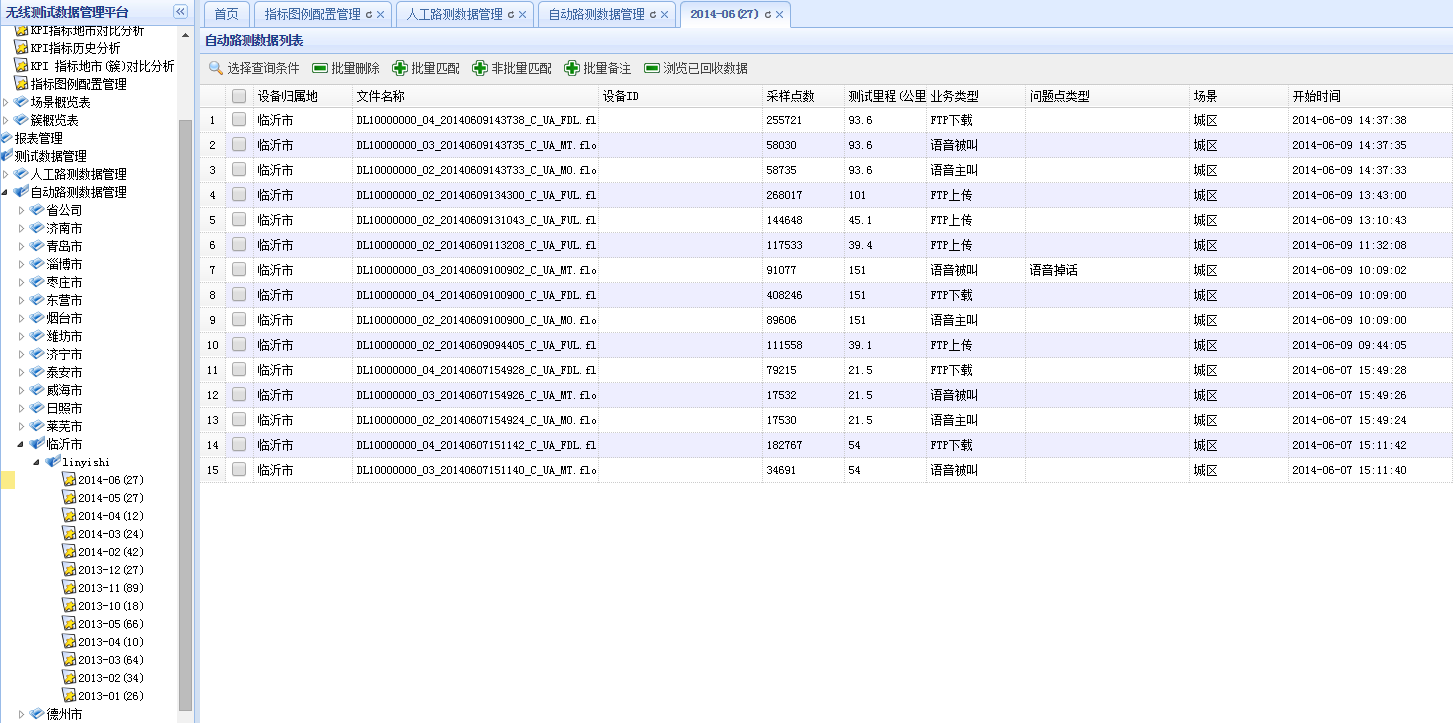 无线测试数据管理平台
KPI指标地市对比分析
KPI指标历史分析
KPI 指标地市(簇)对比分析
指标图例配置管理
场景概览表
簇概览表
报表管理
测试数据管理
人工路测数据管理
自动路测数据管理
省公司
济南市
青岛市
淄博市
枣庄市
东营市
烟台市
潍坊市
济宁市
泰安市
威海市
日照市
莱芜市
临沂市
linyishi
2014-06(27)
2014-05(27)
2014-04(12)
2014-03(24)
2014-02(42)
2013-12(27)
2013-11(89)
2013-10(18)
2013-05(66)
2013-04(10)
2013-03(64)
2013-02(34)
2013-01(26)
德州市
首页 指标图例配置管理 人工路测数据管理 自动路测数据管理 2014-06(27)
自动路测数据列表
选择查询条件 批量删除 批量匹配 非批量匹配 批量备注 浏览已回收数据
设备归属地 文件名称 设备ID 采样点数 测试里程(公里 业务类型 问题点类型 场景 开始时间
1 临沂市 DL10000000_04_20140609143738_C_UA_FDL.fl 255721 93.6 FTP下载 城区 2014-06-09 14:37:38
2 临沂市 DL10000000_03_20140609143735_C_UA_MT.flo 58030 93.6 语音被叫 城区 2014-06-09 14:37:35
3 临沂市 DL10000000_02_20140609143733_C_UA_MO.flo 58735 93.6 语音主叫 城区 2014-06-09 14:37:33
4 临沂市 DL10000000_02_20140609134300_C_UA_FUL.fl 268017 101 FTP上传 城区 2014-06-09 13:43:00
5 临沂市 DL10000000_02_20140609131043_C_UA_FUL.fl 144648 45.1 FTP上传 城区 2014-06-09 13:10:43
6 临沂市 DL10000000_02_20140609113208_C_UA_FUL.fl 117533 39.4 FTP上传 城区 2014-06-09 11:32:08
7 临沂市 DL10000000_03_20140609100902_C_UA_MT.flo 91077 151 语音被叫 语音掉话 城区 2014-06-09 10:09:02
8 临沂市 DL10000000_04_20140609100900_C_UA_FDL.fl 408246 151 FTP下载 城区 2014-06-09 10:09:00
9 临沂市 DL10000000_02_20140609100900_C_UA_MO.flo 89606 151 语音主叫 城区 2014-06-09 10:09:00
10 临沂市 DL10000000_02_20140609094405_C_UA_FUL.fl 111558 39.1 FTP上传 城区 2014-06-09 09:44:05
11 临沂市 DL10000000_04_20140607154928_C_UA_FDL.fl 79215 21.5 FTP下载 城区 2014-06-07 15:49:28
12 临沂市 DL10000000_03_20140607154926_C_UA_MT.flo 17532 21.5 语音被叫 城区 2014-06-07 15:49:26
13 临沂市 DL10000000_02_20140607154924_C_UA_MO.flo 17530 21.5 语音主叫 城区 2014-06-07 15:49:24
14 临沂市 DL10000000_04_20140607151142_C_UA_FDL.fl 182767 54 FTP下载 城区 2014-06-07 15:11:42
15 临沂市 DL10000000_03_20140607151140_C_UA_MT.flo 34691 54 语音被叫 城区 2014-06-07 15:11:40